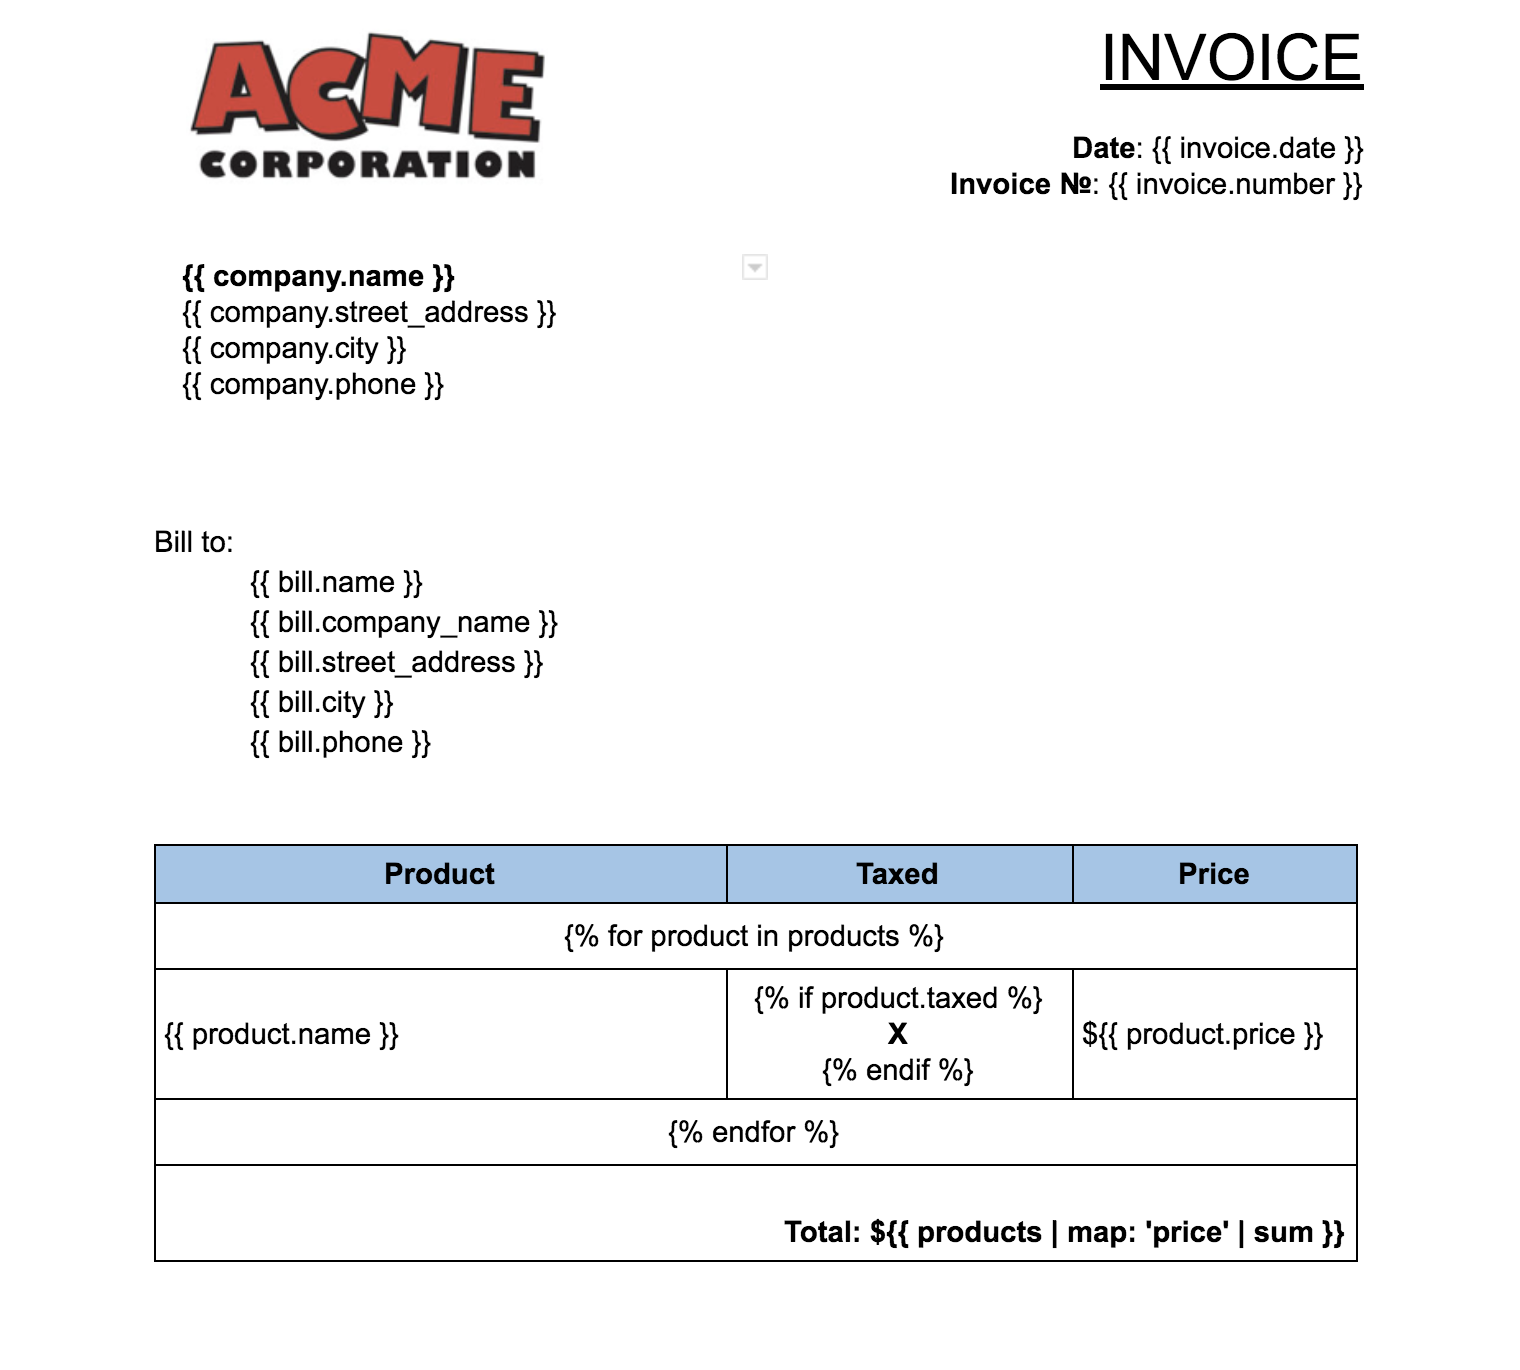 ACME
CORPORATION
INVOICE
Date: {{ invoice.date }}
Invoice №: {{ invoice.number }}
{{ company.name }}
{{ company.street_address }}
{{ company.city }}
{{ company.phone }}
Bill to:
{{ bill.name }}
{{ bill.company_name }}
{{ bill.street_address }}
{{ bill.city }}
{{ bill.phone }}
Product Taxed Price
{% for product in products %}
{% if product.taxed %}
{{ product.name }} X ${{ product.price }}
{% endif %}
{% endfor %}
Total: ${{ products | map: 'price' | sum }}